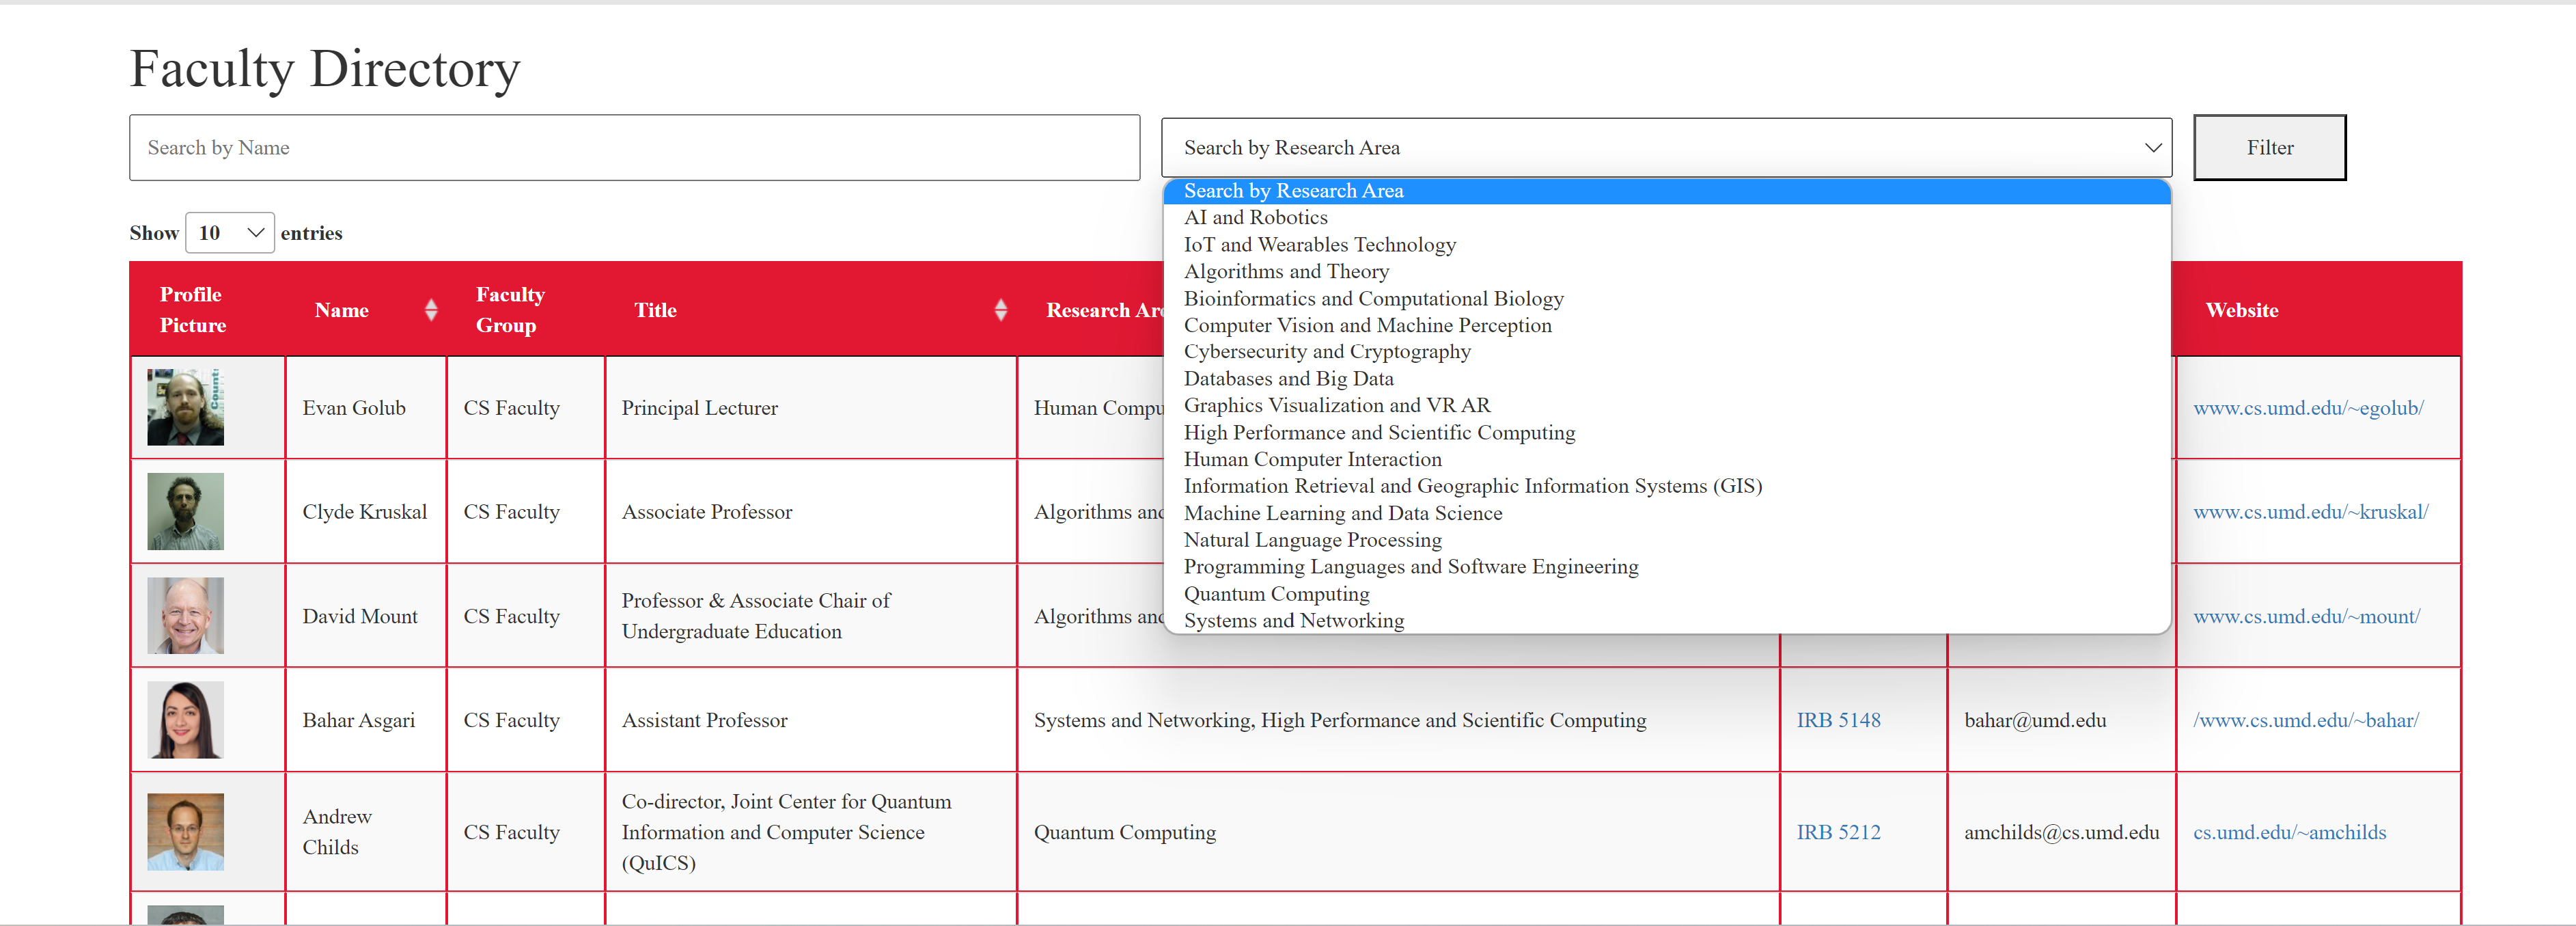 Faculty Directory
Search by Name
Search by Research Area
Filter
Search by Research Area
AI and Robotics
IoT and Wearables Technology
Algorithms and Theory
Bioinformatics and Computational Biology
Computer Vision and Machine Perception
Cybersecurity and Cryptography
Databases and Big Data
Graphics Visualization and VR AR
High Performance and Scientific Computing
Human Computer Interaction
Information Retrieval and Geographic Information Systems (GIS)
Machine Learning and Data Science
Natural Language Processing
Programming Languages and Software Engineering
Quantum Computing
Systems and Networking
Show 10 entries
Profile
Picture
Name
Faculty
Group
Title
Research
Website
Counts
Evan Golub
CS Faculty
Principal Lecturer
Human
www.cs.umd.edu/~egolub/
Clyde Kruskal
CS Faculty
Associate Professor
Algorithms and
www.cs.umd.edu/~kruskal/
David Mount
CS Faculty
Professor & Associate Chair of
Undergraduate Education
Algorithms and
www.cs.umd.edu/~mount/
Bahar Asgari
CS Faculty
Assistant Professor
Systems and Networking, High Performance and Scientific Computing
IRB 5148
bahar@umd.edu
/www.cs.umd.edu/~bahar/
Andrew
Childs
CS Faculty
Co-director, Joint Center for Quantum
Information and Computer Science
(QuICS)
Quantum Computing
IRB 5212
amchilds@cs.umd.edu
cs.umd.edu/~amchilds